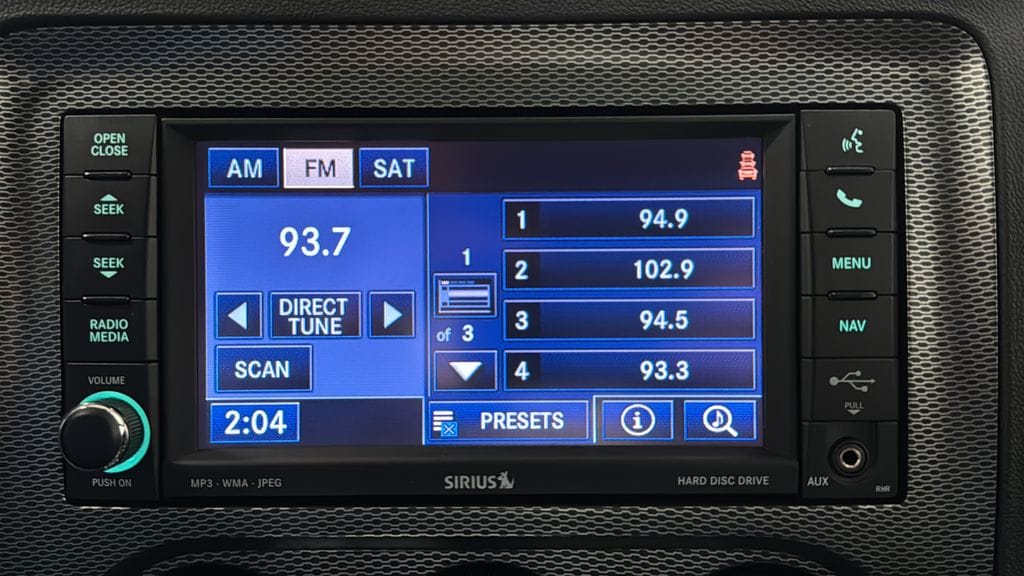 OPEN
CLOSE
SEEK
SEEK
RADIO
MEDIA
VOLUME
PUSH ON
AM FM SAT
93.7
DIRECT
TUNE
SCAN
2:04
1
of 3
1 94.9
2 102.9
3 94.5
4 93.3
PRESETS
i
MP3 · WMA · JPEG
SIRIUS
HARD DISC DRIVE
MENU
NAV
PULL
AUX
RHR